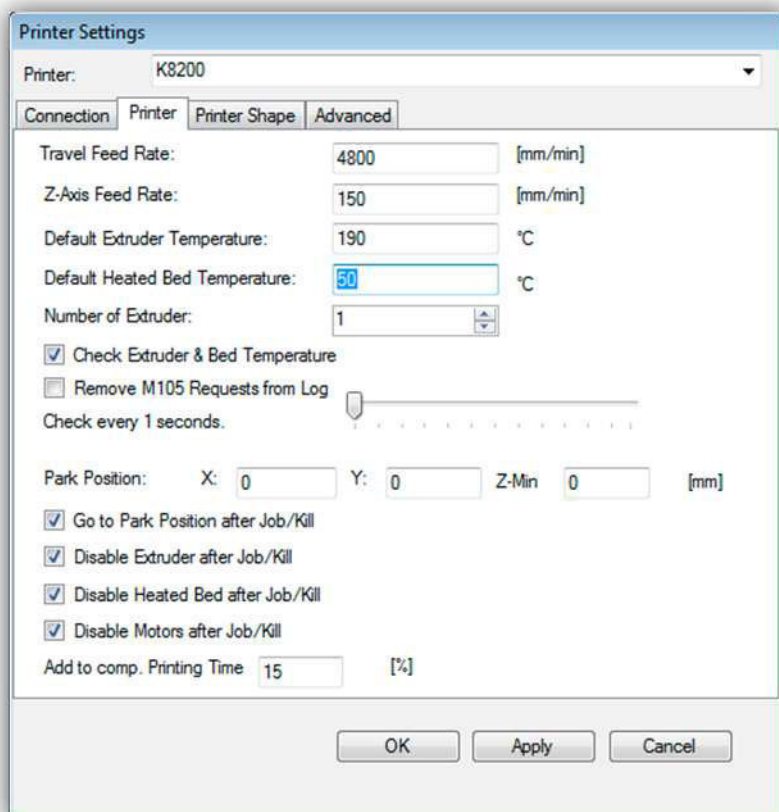 Printer Settings
Printer: K8200
Connection Printer Printer Shape Advanced
Travel Feed Rate: 4800 [mm/min]
Z-Axis Feed Rate: 150 [mm/min]
Default Extruder Temperature: 190 °C
Default Heated Bed Temperature: 50 °C
Number of Extruder: 1
Check Extruder & Bed Temperature
Remove M105 Requests from Log
Check every 1 seconds.
Park Position: X: 0 Y: 0 Z-Min 0 [mm]
Go to Park Position after Job/Kill
Disable Extruder after Job/Kill
Disable Heated Bed after Job/Kill
Disable Motors after Job/Kill
Add to comp. Printing Time 15 [%]
OK Apply Cancel